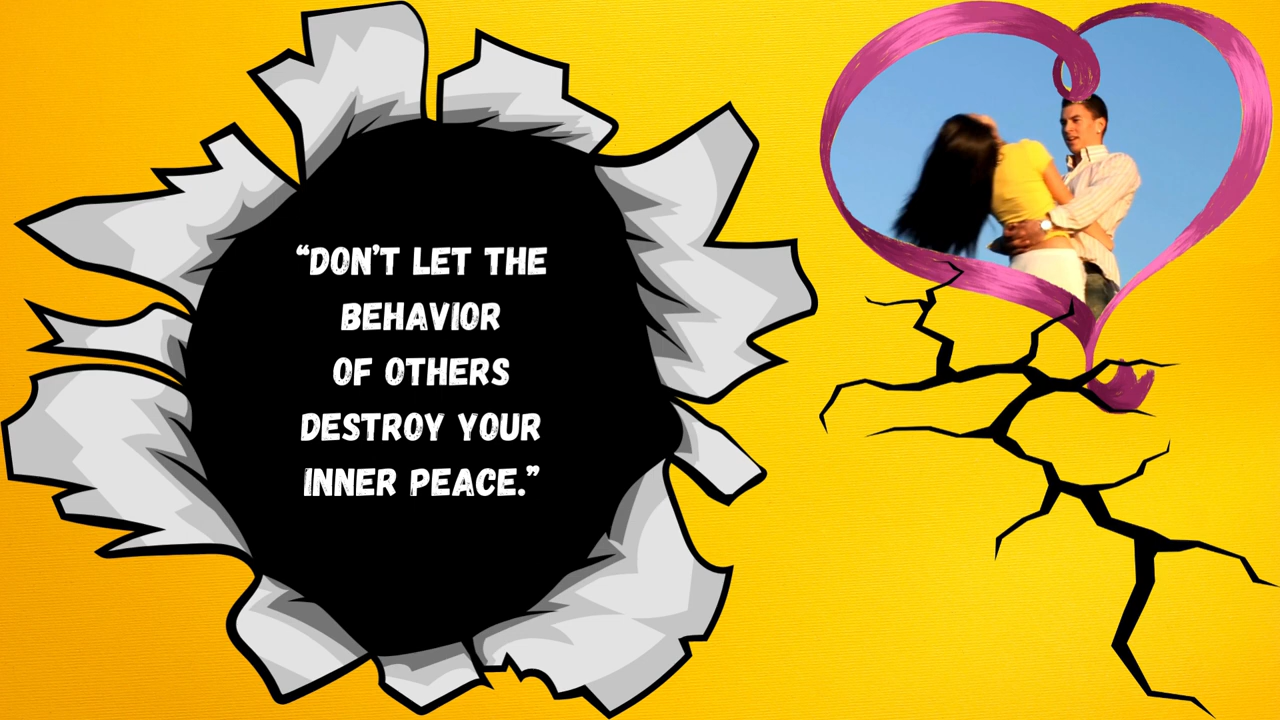 “DON’T LET THE
BEHAVIOR
OF OTHERS
DESTROY YOUR
INNER PEACE.”